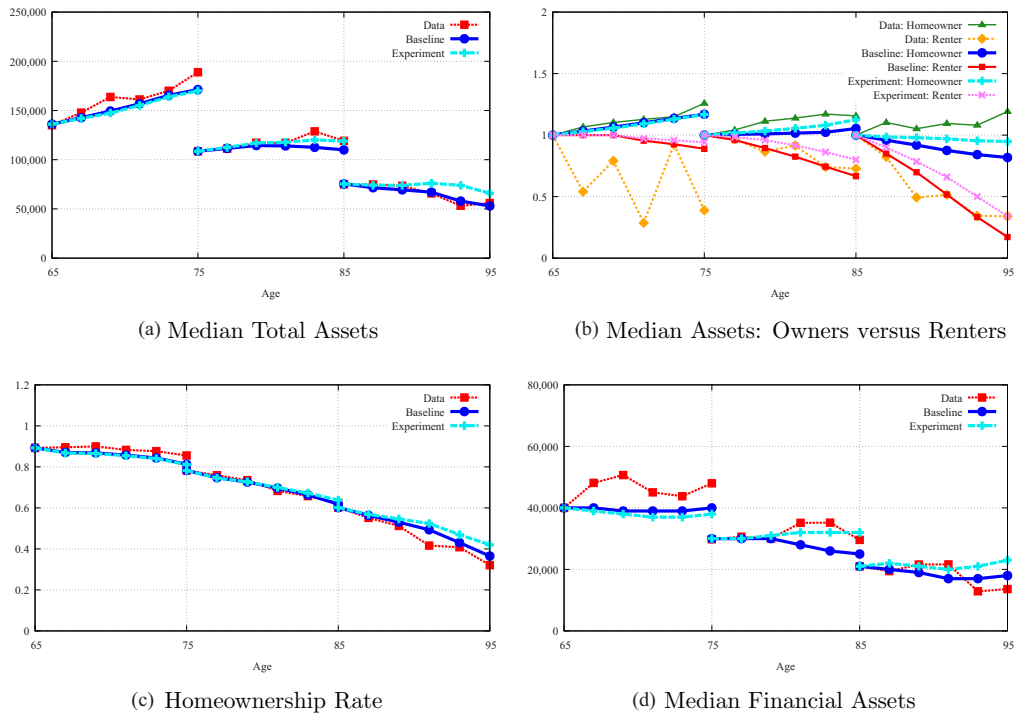 250,000
200,000
150,000
100,000
50,000
0
65
75
85
95
Age
Data
Baseline
Experiment
(a) Median Total Assets
2
1.5
1
0.5
0
65
75
85
95
Age
Data: Homeowner
Data: Renter
Baseline: Homeowner
Baseline: Renter
Experiment: Homeowner
Experiment: Renter
(b) Median Assets: Owners versus Renters
1.2
1
0.8
0.6
0.4
0.2
0
65
75
85
95
Age
Data
Baseline
Experiment
(c) Homeownership Rate
80,000
60,000
40,000
20,000
0
65
75
85
95
Age
Data
Baseline
Experiment
(d) Median Financial Assets